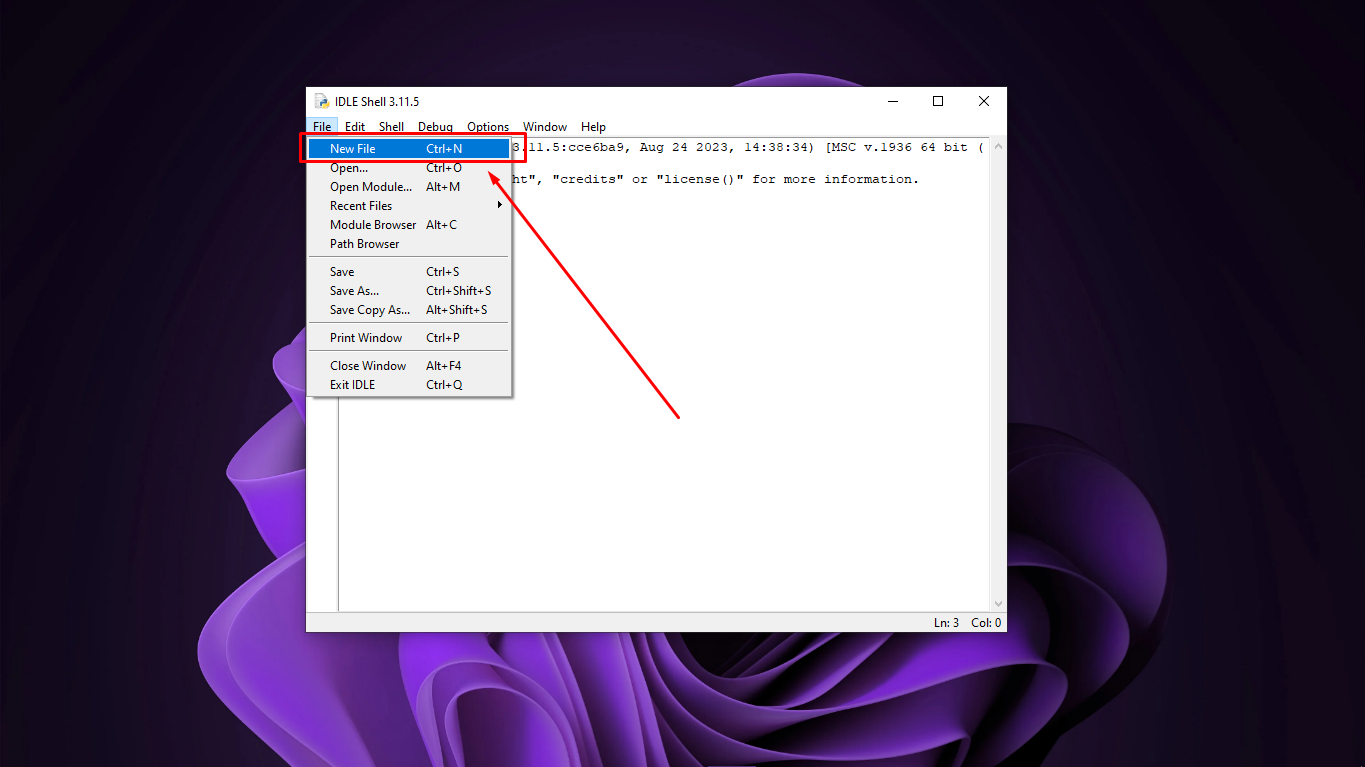 IDLE Shell 3.11.5
File Edit Shell Debug Options Window Help
New File Ctrl+N
3.11.5:cce6ba9, Aug 24 2023, 14:38:34) [MSC v.1936 64 bit (
Open... Ctrl+O
ht", "credits" or "license()" for more information.
Open Module... Alt+M
Recent Files
Module Browser Alt+C
Path Browser
Save Ctrl+S
Save As... Ctrl+Shift+S
Save Copy As... Alt+Shift+S
Print Window Ctrl+P
Close Window Alt+F4
Exit IDLE Ctrl+Q
Ln: 3 Col: 0